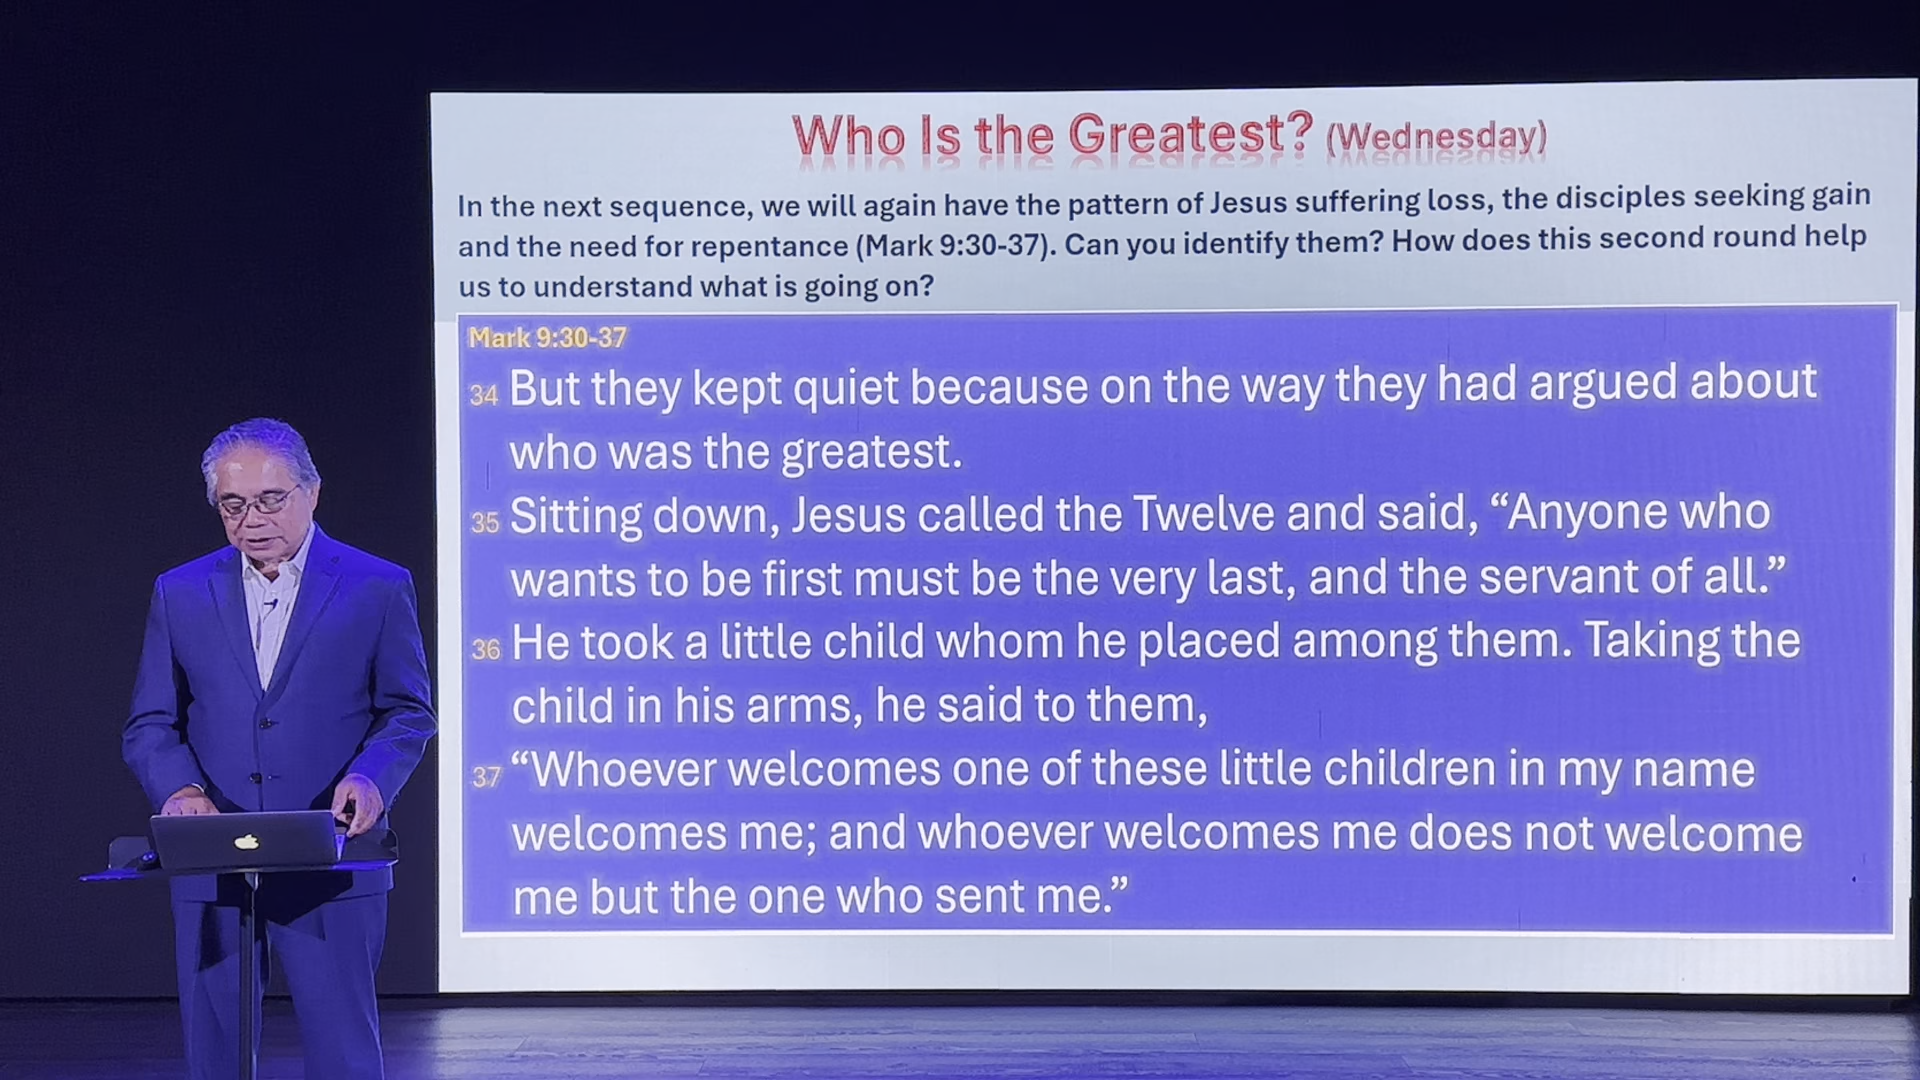 Who Is the Greatest? (Wednesday)
In the next sequence, we will again have the pattern of Jesus suffering loss, the disciples seeking gain
and the need for repentance (Mark 9:30-37). Can you identify them? How does this second round help
us to understand what is going on?
Mark 9:30-37
34 But they kept quiet because on the way they had argued about
who was the greatest.
35 Sitting down, Jesus called the Twelve and said, “Anyone who
wants to be first must be the very last, and the servant of all.”
36 He took a little child whom he placed among them. Taking the
child in his arms, he said to them,
37 “Whoever welcomes one of these little children in my name
welcomes me; and whoever welcomes me does not welcome
me but the one who sent me.”